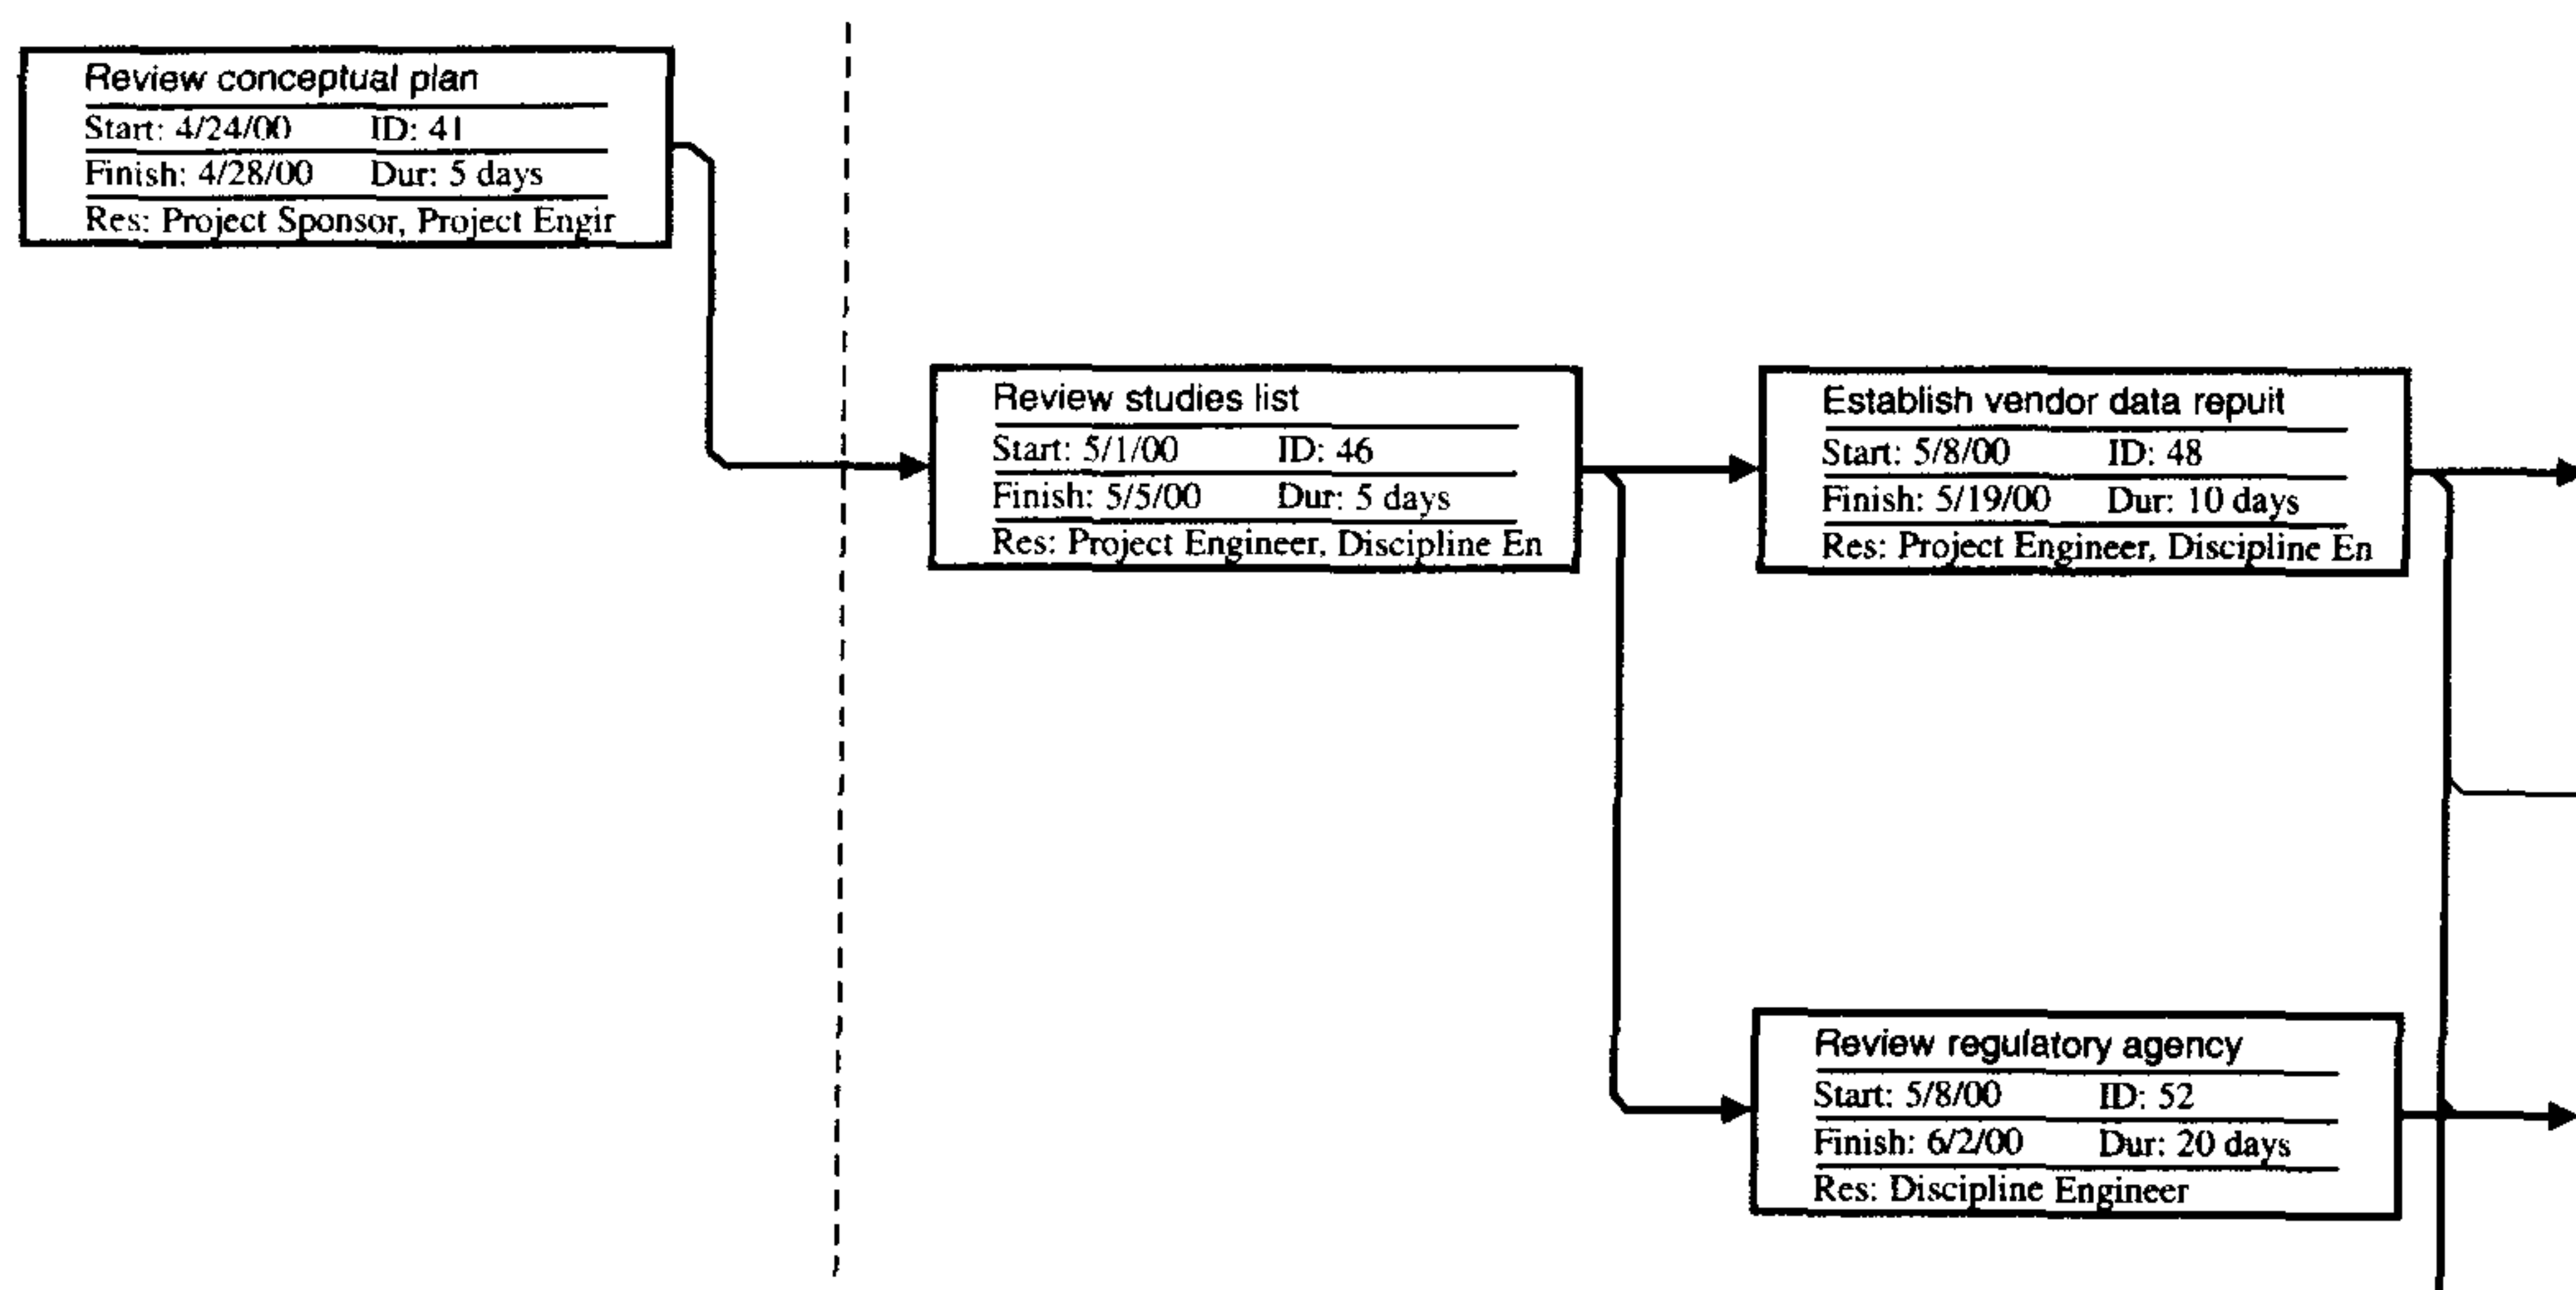 Review conceptual plan
Start: 4/24/00 ID: 41
Finish: 4/28/00 Dur: 5 days
Res: Project Sponsor, Project Engir
Review studies list
Start: 5/1/00 ID: 46
Finish: 5/5/00 Dur: 5 days
Res: Project Engineer, Discipline En
Establish vendor data repuit
Start: 5/8/00 ID: 48
Finish: 5/19/00 Dur: 10 days
Res: Project Engineer, Discipline En
Review regulatory agency
Start: 5/8/00 ID: 52
Finish: 6/2/00 Dur: 20 days
Res: Discipline Engineer